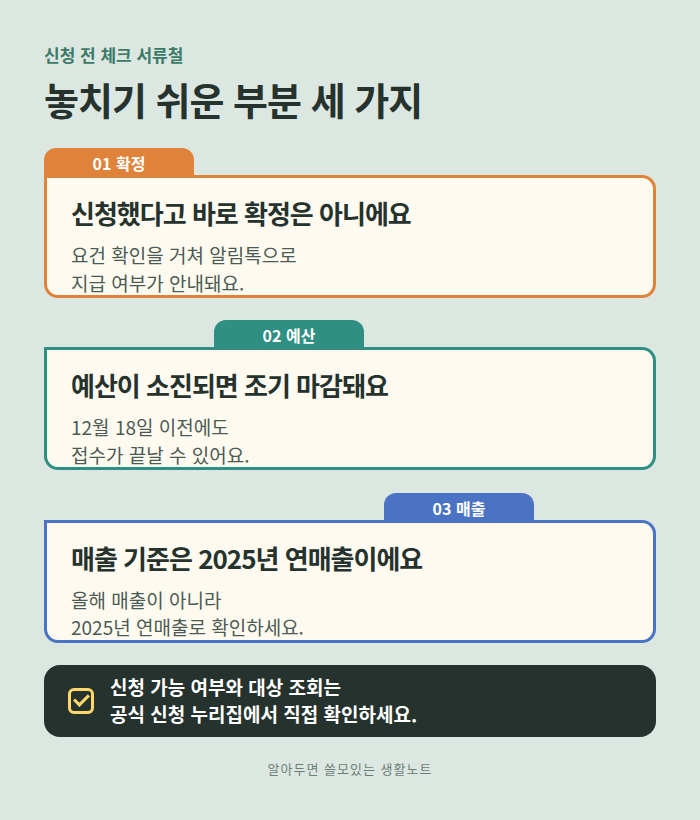 신청 전 체크 서류철
놓치기 쉬운 부분 세 가지
01 확정
신청했다고 바로 확정은 아니에요
요건 확인을 거쳐 알림톡으로
지급 여부가 안내돼요.
02 예산
예산이 소진되면 조기 마감돼요
12월 18일 이전에도
접수가 끝날 수 있어요.
03 매출
매출 기준은 2025년 연매출이에요
올해 매출이 아니라
2025년 연매출로 확인하세요.
신청 가능 여부와 대상 조회는
공식 신청 누리집에서 직접 확인하세요.
알아두면 쓸모있는 생활노트